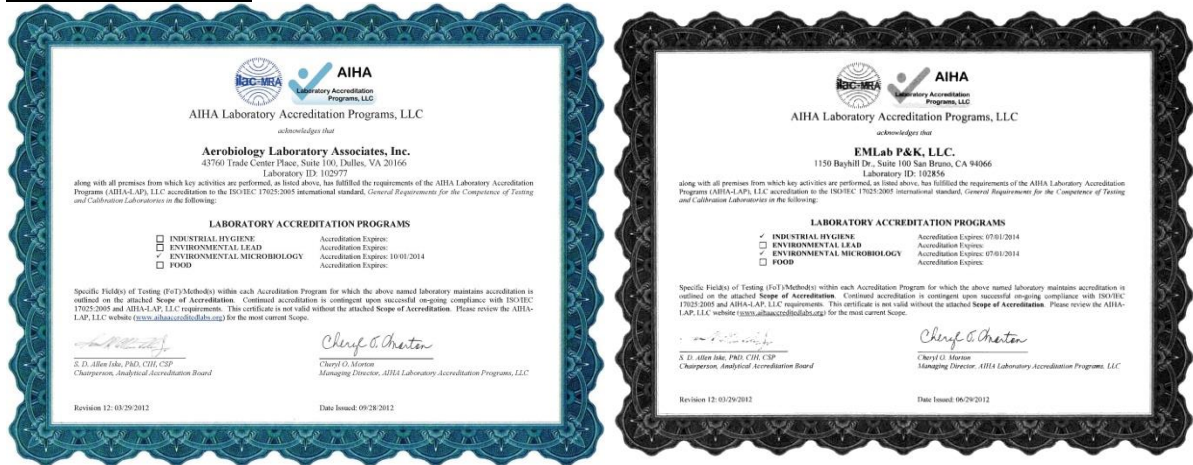 ilac-MRA
AIHA
Laboratory Accreditation
Programs, LLC
AIHA Laboratory Accreditation Programs, LLC
acknowledges that
Aerobiology Laboratory Associates, Inc.
43760 Trade Center Place, Suite 100, Dulles, VA 20166
Laboratory ID: 102977
along with all premises from which key activities are performed, as listed above, has fulfilled the requirements of the AIHA Laboratory Accreditation
Programs (AIHA-LAP), LLC accreditation to the ISO/IEC 17025:2005 international standard, General Requirements for the Competence of Testing
and Calibration Laboratories in the following:
LABORATORY ACCREDITATION PROGRAMS
INDUSTRIAL HYGIENE Accreditation Expires:
ENVIRONMENTAL LEAD Accreditation Expires:
✓ ENVIRONMENTAL MICROBIOLOGY Accreditation Expires: 10/01/2014
FOOD Accreditation Expires:
Specific Field(s) of Testing (FoT)/Method(s) within each Accreditation Program for which the above named laboratory maintains accreditation is
outlined on the attached Scope of Accreditation. Continued accreditation is contingent upon successful on-going compliance with ISO/IEC
17025:2005 and AIHA-LAP, LLC requirements. This certificate is not valid without the attached Scope of Accreditation. Please review the AIHA-
LAP, LLC website (www.aihaaccreditedlabs.org) for the most current Scope.
Cheryl O. Morton
S. D. Allen Iske, PhD, CIH, CSP
Chairperson, Analytical Accreditation Board
Cheryl O. Morton
Managing Director, AIHA Laboratory Accreditation Programs, LLC
Revision 12: 03/29/2012
Date Issued: 09/28/2012
ilac-MRA
AIHA
Laboratory Accreditation
Programs, LLC
AIHA Laboratory Accreditation Programs, LLC
acknowledges that
EMLab P&K, LLC.
1150 Bayhill Dr., Suite 100 San Bruno, CA 94066
Laboratory ID: 102856
along with all premises from which key activities are performed, as listed above, has fulfilled the requirements of the AIHA Laboratory Accreditation
Programs (AIHA-LAP), LLC accreditation to the ISO/IEC 17025:2005 international standard, General Requirements for the Competence of Testing
and Calibration Laboratories in the following:
LABORATORY ACCREDITATION PROGRAMS
✓ INDUSTRIAL HYGIENE Accreditation Expires: 07/01/2014
ENVIRONMENTAL LEAD Accreditation Expires:
✓ ENVIRONMENTAL MICROBIOLOGY Accreditation Expires: 07/01/2014
FOOD Accreditation Expires:
Specific Field(s) of Testing (FoT)/Method(s) within each Accreditation Program for which the above named laboratory maintains accreditation is
outlined on the attached Scope of Accreditation. Continued accreditation is contingent upon successful on-going compliance with ISO/IEC
17025:2005 and AIHA-LAP, LLC requirements. This certificate is not valid without the attached Scope of Accreditation. Please review the AIHA-
LAP, LLC website (www.aihaaccreditedlabs.org) for the most current Scope.
Cheryl O. Morton
S. D. Allen Iske, PhD, CIH, CSP
Chairperson, Analytical Accreditation Board
Cheryl O. Morton
Managing Director, AIHA Laboratory Accreditation Programs, LLC
Revision 12: 03/29/2012
Date Issued: 06/29/2012